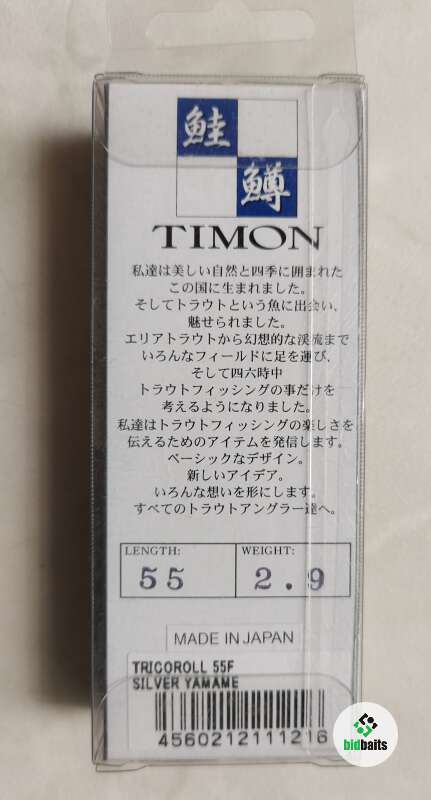 鮭
鱒
TIMON
私達は美しい自然と四季に囲まれた
この国に生まれました。
そしてトラウトという魚に出会い、
魅せられました。
エリアトラウトから幻想的な渓流まで
いろんなフィールドに足を運び、
そして四六時中
トラウトフィッシングの事だけを
考えるようになりました。
私達はトラウトフィッシングの楽しさを
伝えるためのアイテムを発信します。
ベーシックなデザイン。
新しいアイデア。
いろんな想いを形にします。
すべてのトラウトアングラー達へ。
LENGTH: WEIGHT:
55 2.9
MADE IN JAPAN
TRICOROLL 55F
SILVER YAMAME
4560212111216
bidbaits